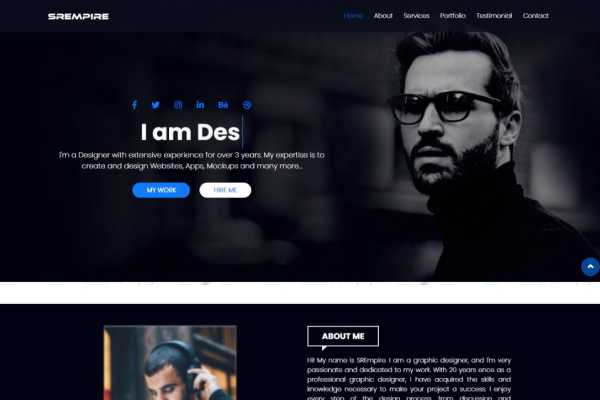 SREMPIRE
Home About Services Portfolio Testimonial Contact
I am Des
I'm a Designer with extensive experience for over 3 years. My expertise is to
create and design Websites, Apps, Mockups and many more...
MY WORK HIRE ME
ABOUT ME
Hi! My name is SREmpire. I am a graphic designer, and I'm very
passionate and dedicated to my work. With 20 years ence as a
professional graphic designer, I have acquired the skills and
knowledge necessary to make your project a success. I enjoy
every step of the design process, from discussion and